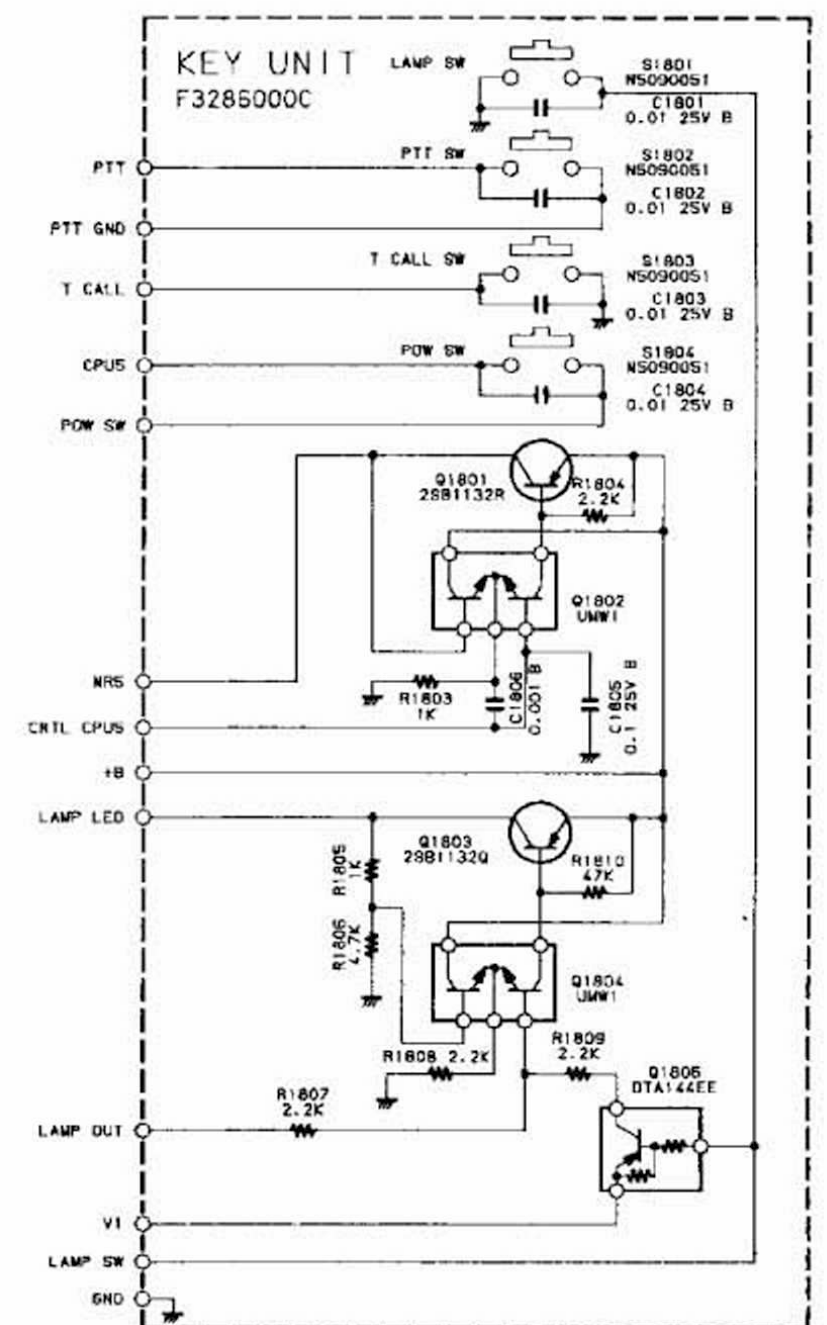 KEY UNIT
F3286000C
LAMP SW
S1801
N5090051
C1801
0.01 25V B
PTT
PTT SW
S1802
N5090051
C1802
0.01 25V B
PTT GND
T CALL SW
S1803
N5090051
T CALL
C1803
0.01 25V B
POW SW
S1804
N5090051
CPU5
C1804
0.01 25V B
POW SW
Q1801
2SB1132R
R1804
2.2K
Q1802
UMW1
NR5
R1803
1K
C1806
0.001 B
C1805
0.1 25V B
CNTL CPU5
+B
LAMP LED
Q1803
2SB1132Q
R1805
1K
R1810
47K
R1806
4.7K
Q1804
UMW1
R1808 2.2K
R1809
2.2K
Q1805
DTA144EE
R1807
2.2K
LAMP OUT
V1
LAMP SW
GND